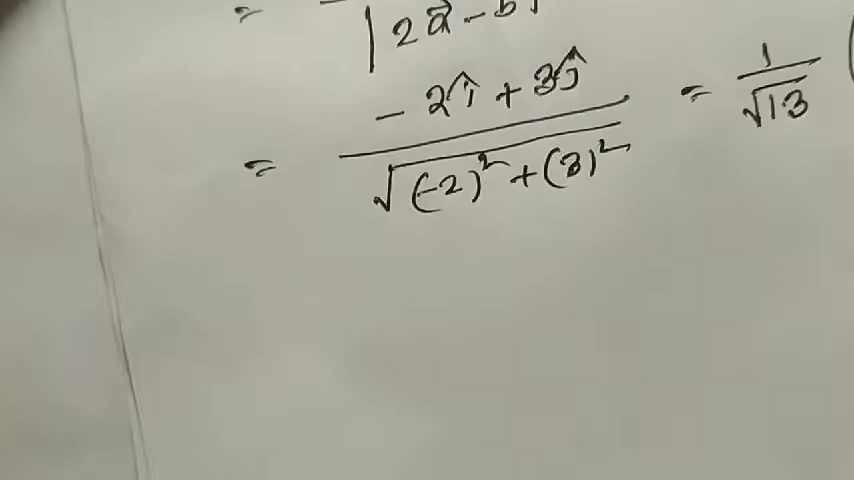 = |2a⃗ - b⃗|
= (-2î + 3ĵ) / √((-2)² + (3)²) = 1/√13 (